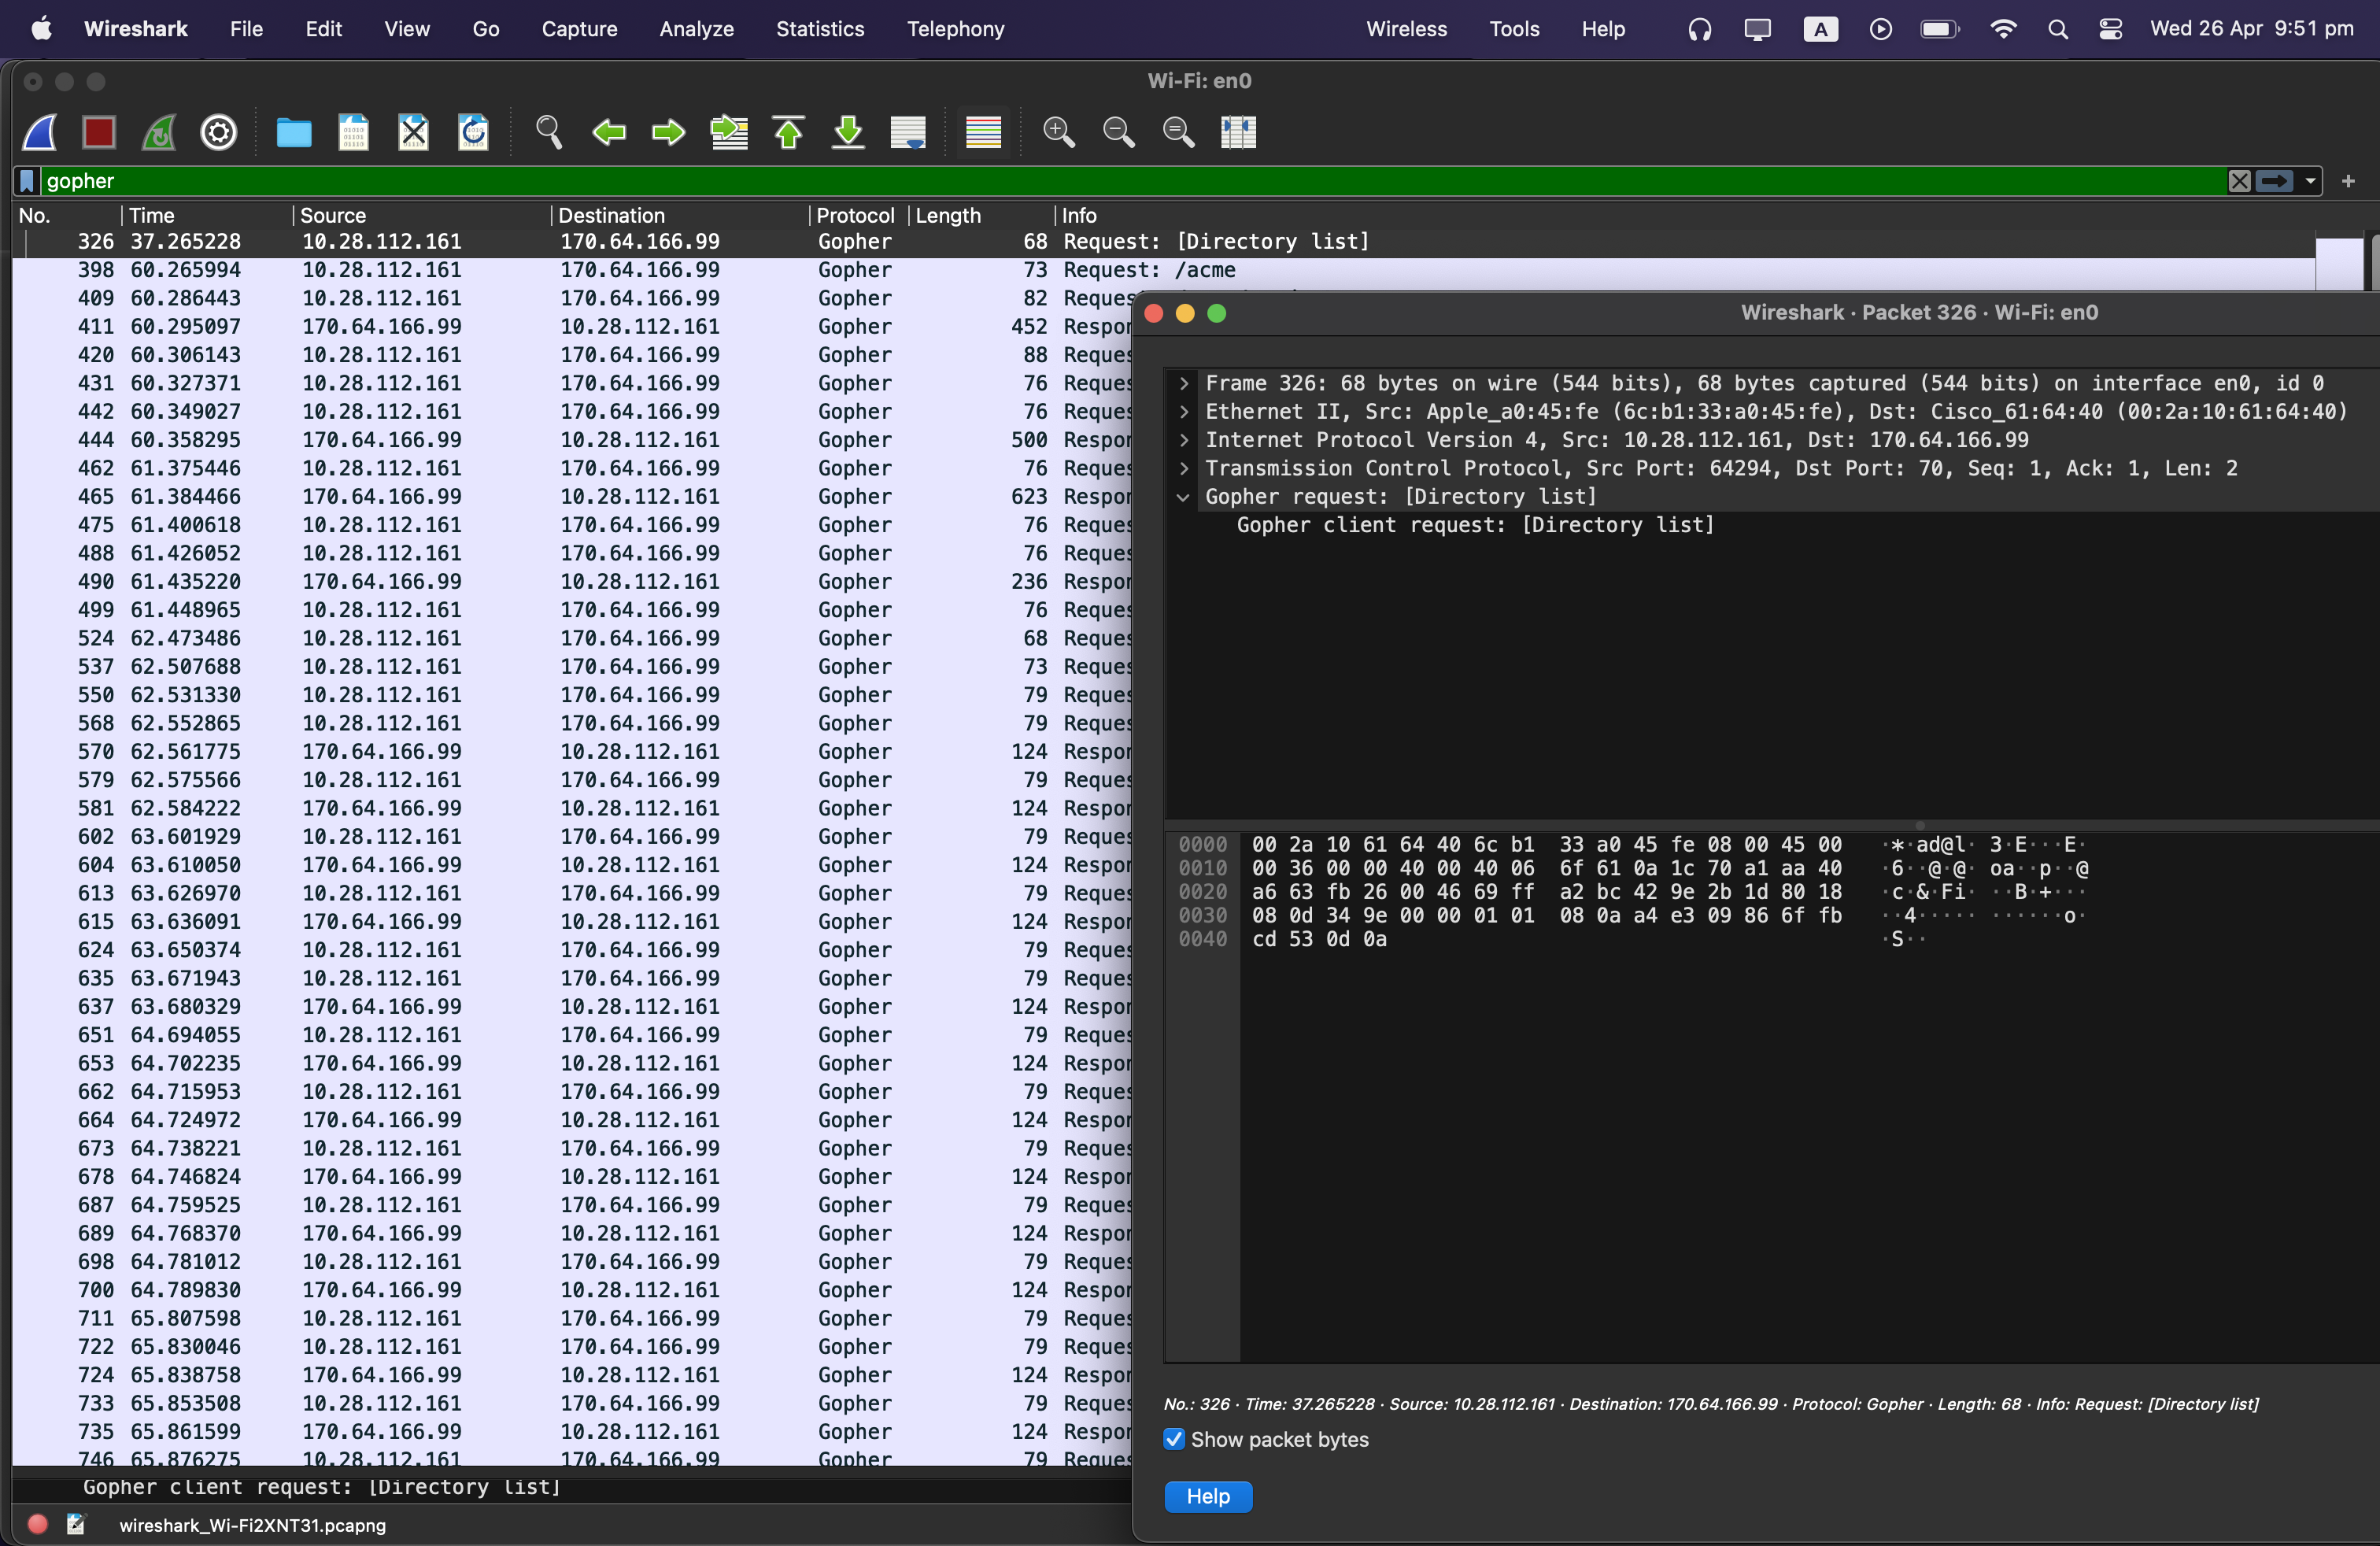 Wireshark File Edit View Go Capture Analyze Statistics Telephony Wireless Tools Help A Wed 26 Apr 9:51 pm
Wi-Fi: en0
gopher
No. Time Source Destination Protocol Length Info
326 37.265228 10.28.112.161 170.64.166.99 Gopher 68 Request: [Directory list]
398 60.265994 10.28.112.161 170.64.166.99 Gopher 73 Request: /acme
409 60.286443 10.28.112.161 170.64.166.99 Gopher 82 Reques
411 60.295097 170.64.166.99 10.28.112.161 Gopher 452 Respor
420 60.306143 10.28.112.161 170.64.166.99 Gopher 88 Reques
431 60.327371 10.28.112.161 170.64.166.99 Gopher 76 Reques
442 60.349027 10.28.112.161 170.64.166.99 Gopher 76 Reques
444 60.358295 170.64.166.99 10.28.112.161 Gopher 500 Respor
462 61.375446 10.28.112.161 170.64.166.99 Gopher 76 Reques
465 61.384466 170.64.166.99 10.28.112.161 Gopher 623 Respor
475 61.400618 10.28.112.161 170.64.166.99 Gopher 76 Reques
488 61.426052 10.28.112.161 170.64.166.99 Gopher 76 Reques
490 61.435220 170.64.166.99 10.28.112.161 Gopher 236 Respor
499 61.448965 10.28.112.161 170.64.166.99 Gopher 76 Reques
524 62.473486 10.28.112.161 170.64.166.99 Gopher 68 Reques
537 62.507688 10.28.112.161 170.64.166.99 Gopher 73 Reques
550 62.531330 10.28.112.161 170.64.166.99 Gopher 79 Reques
568 62.552865 10.28.112.161 170.64.166.99 Gopher 79 Reques
570 62.561775 170.64.166.99 10.28.112.161 Gopher 124 Respor
579 62.575566 10.28.112.161 170.64.166.99 Gopher 79 Reques
581 62.584222 170.64.166.99 10.28.112.161 Gopher 124 Respor
602 63.601929 10.28.112.161 170.64.166.99 Gopher 79 Reques
604 63.610050 170.64.166.99 10.28.112.161 Gopher 124 Respor
613 63.626970 10.28.112.161 170.64.166.99 Gopher 79 Reques
615 63.636091 170.64.166.99 10.28.112.161 Gopher 124 Respor
624 63.650374 10.28.112.161 170.64.166.99 Gopher 79 Reques
635 63.671943 10.28.112.161 170.64.166.99 Gopher 79 Reques
637 63.680329 170.64.166.99 10.28.112.161 Gopher 124 Respor
651 64.694055 10.28.112.161 170.64.166.99 Gopher 79 Reques
653 64.702235 170.64.166.99 10.28.112.161 Gopher 124 Respor
662 64.715953 10.28.112.161 170.64.166.99 Gopher 79 Reques
664 64.724972 170.64.166.99 10.28.112.161 Gopher 124 Respor
673 64.738221 10.28.112.161 170.64.166.99 Gopher 79 Reques
678 64.746824 170.64.166.99 10.28.112.161 Gopher 124 Respor
687 64.759525 10.28.112.161 170.64.166.99 Gopher 79 Reques
689 64.768370 170.64.166.99 10.28.112.161 Gopher 124 Respor
698 64.781012 10.28.112.161 170.64.166.99 Gopher 79 Reques
700 64.789830 170.64.166.99 10.28.112.161 Gopher 124 Respor
711 65.807598 10.28.112.161 170.64.166.99 Gopher 79 Reques
722 65.830046 10.28.112.161 170.64.166.99 Gopher 79 Reques
724 65.838758 170.64.166.99 10.28.112.161 Gopher 124 Respor
733 65.853508 10.28.112.161 170.64.166.99 Gopher 79 Reques
735 65.861599 170.64.166.99 10.28.112.161 Gopher 124 Respor
746 65.876275 10.28.112.161 170.64.166.99 Gopher 79 Reques
Gopher client request: [Directory list]
wireshark_Wi-Fi2XNT31.pcapng
Wireshark · Packet 326 · Wi-Fi: en0
Frame 326: 68 bytes on wire (544 bits), 68 bytes captured (544 bits) on interface en0, id 0
Ethernet II, Src: Apple_a0:45:fe (6c:b1:33:a0:45:fe), Dst: Cisco_61:64:40 (00:2a:10:61:64:40)
Internet Protocol Version 4, Src: 10.28.112.161, Dst: 170.64.166.99
Transmission Control Protocol, Src Port: 64294, Dst Port: 70, Seq: 1, Ack: 1, Len: 2
Gopher request: [Directory list]
Gopher client request: [Directory list]
0000 00 2a 10 61 64 40 6c b1 33 a0 45 fe 08 00 45 00 ·*·ad@l· 3·E···E·
0010 00 36 00 00 40 00 40 06 6f 61 0a 1c 70 a1 aa 40 ·6··@·@· oa··p··@
0020 a6 63 fb 26 00 46 69 ff a2 bc 42 9e 2b 1d 80 18 ·c·&·Fi· ··B·+···
0030 08 0d 34 9e 00 00 01 01 08 0a a4 e3 09 86 6f fb ··4····· ······o·
0040 cd 53 0d 0a ·S··
No.: 326 · Time: 37.265228 · Source: 10.28.112.161 · Destination: 170.64.166.99 · Protocol: Gopher · Length: 68 · Info: Request: [Directory list]
Show packet bytes
Help